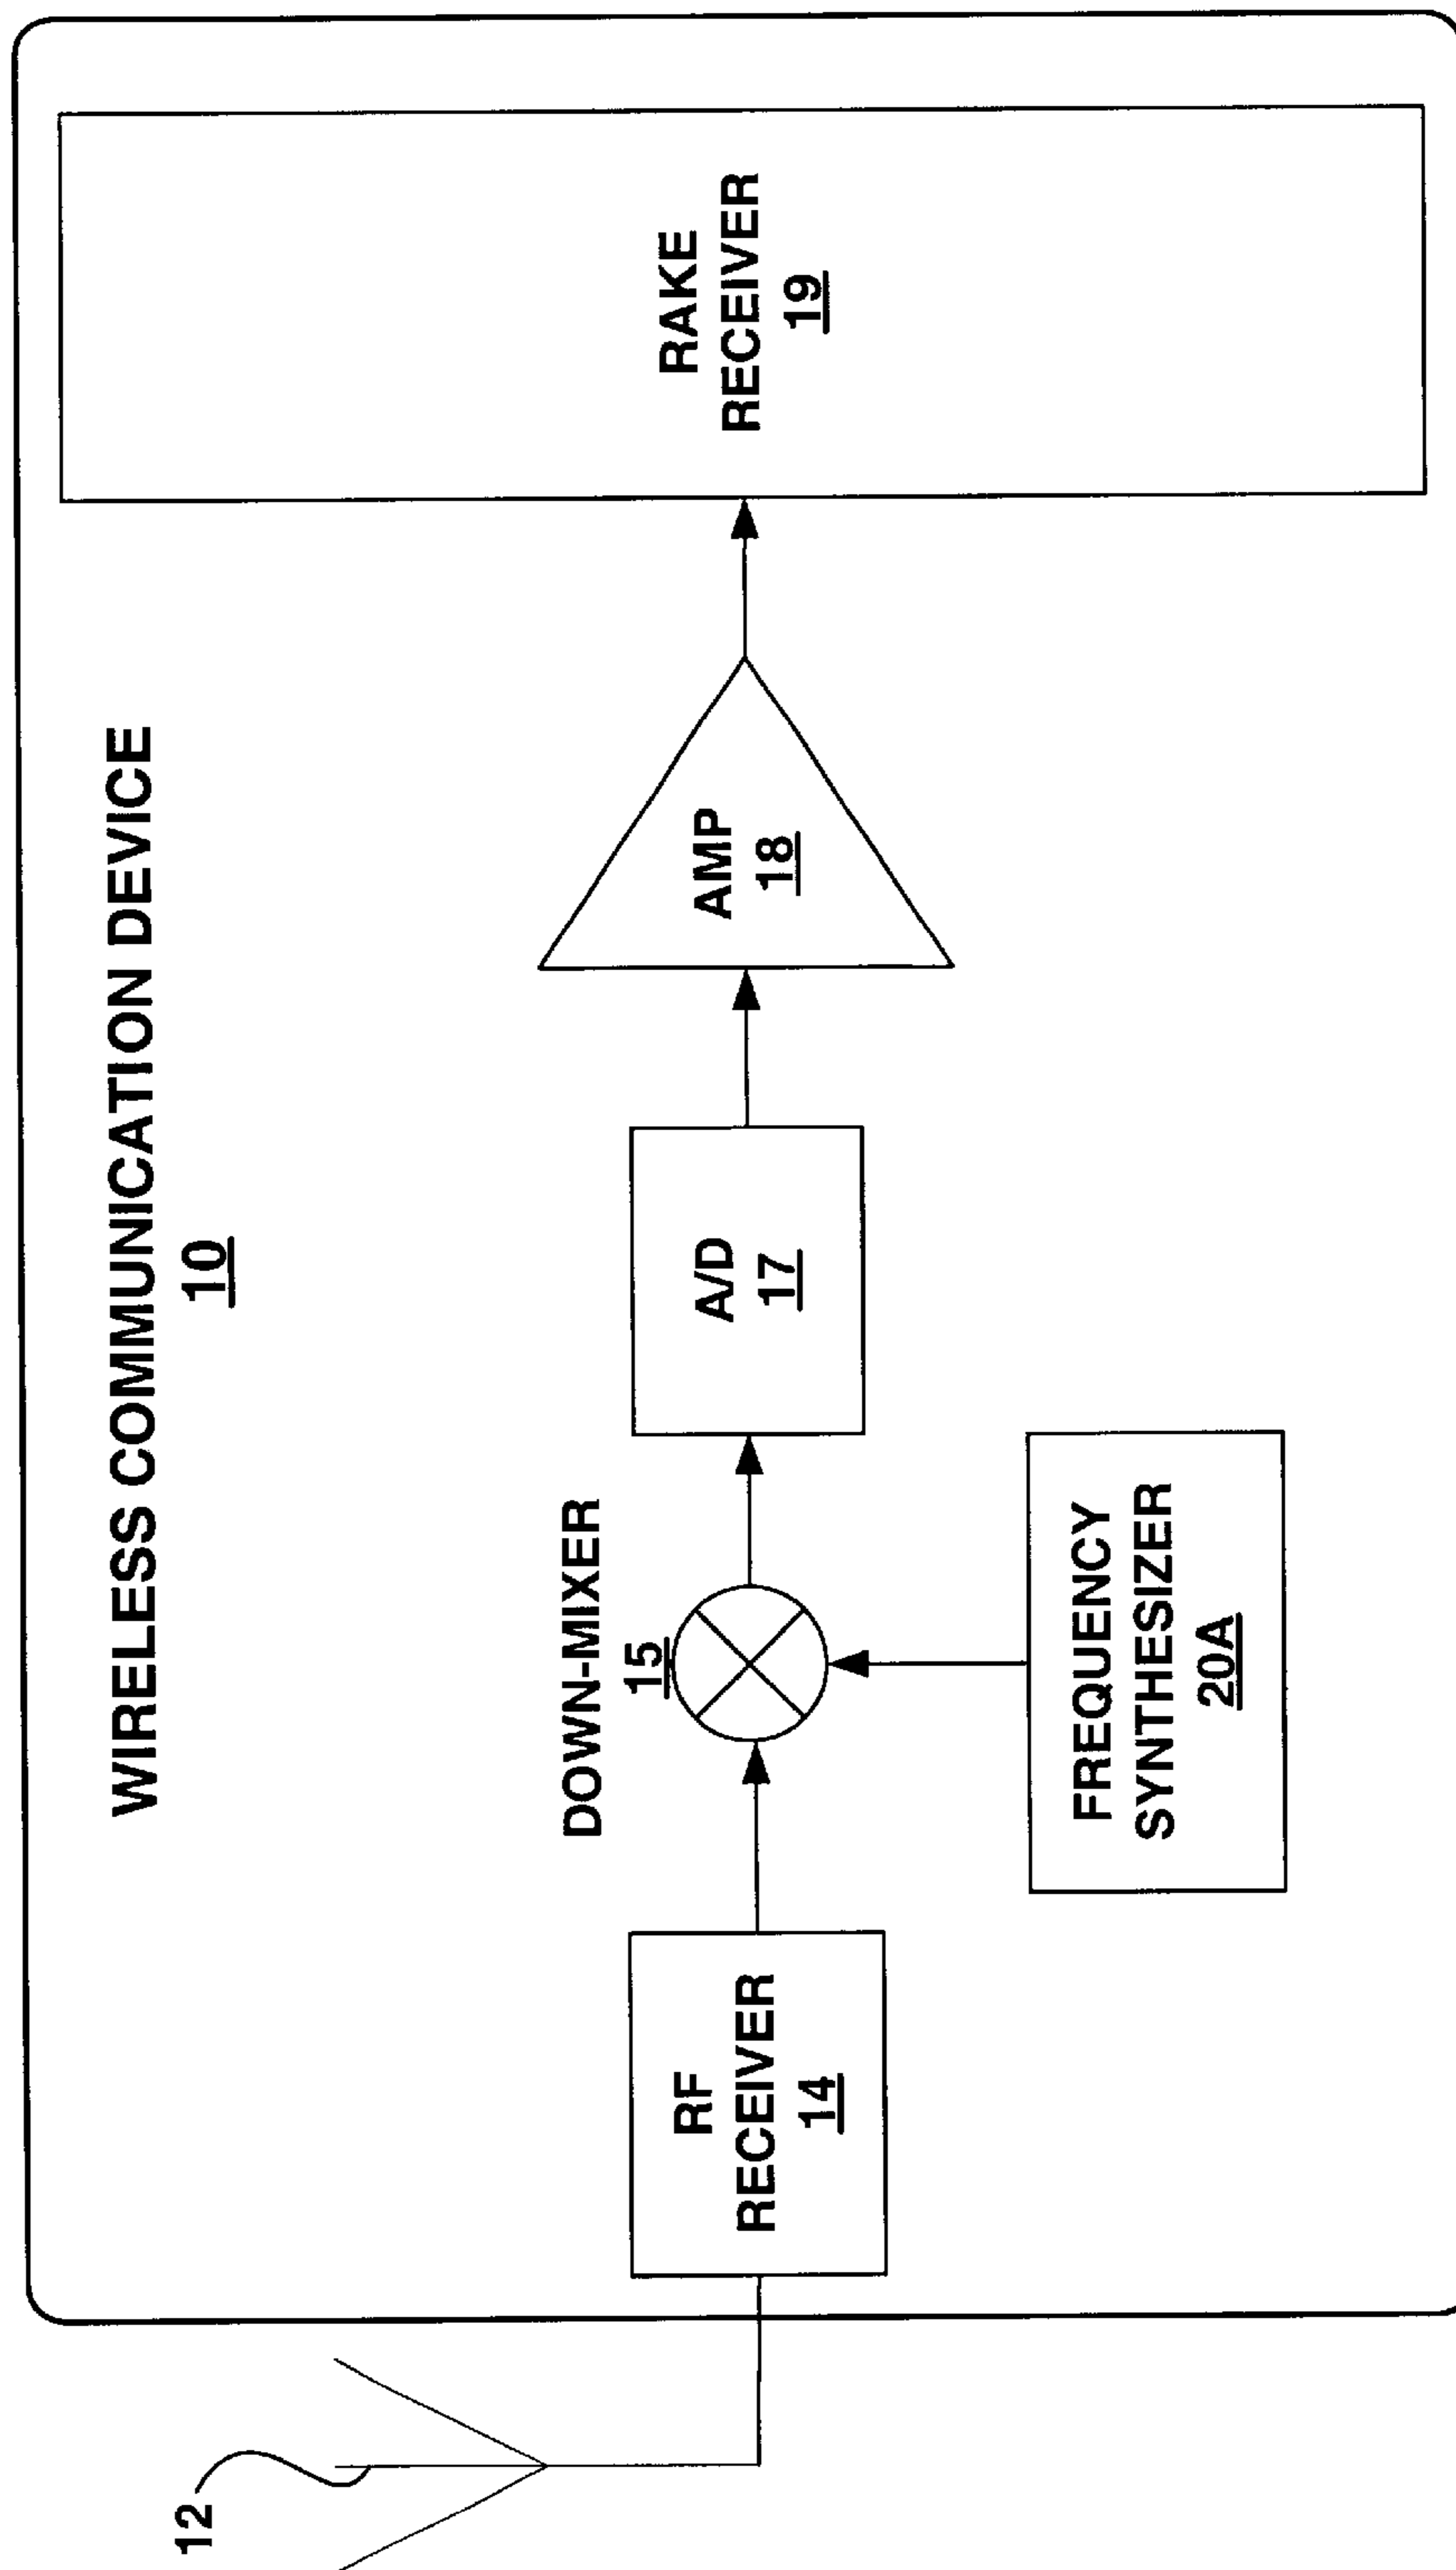 WIRELESS COMMUNICATION DEVICE
10
12
RF
RECEIVER
14
DOWN-MIXER
15
FREQUENCY
SYNTHESIZER
20A
A/D
17
AMP
18
RAKE
RECEIVER
19